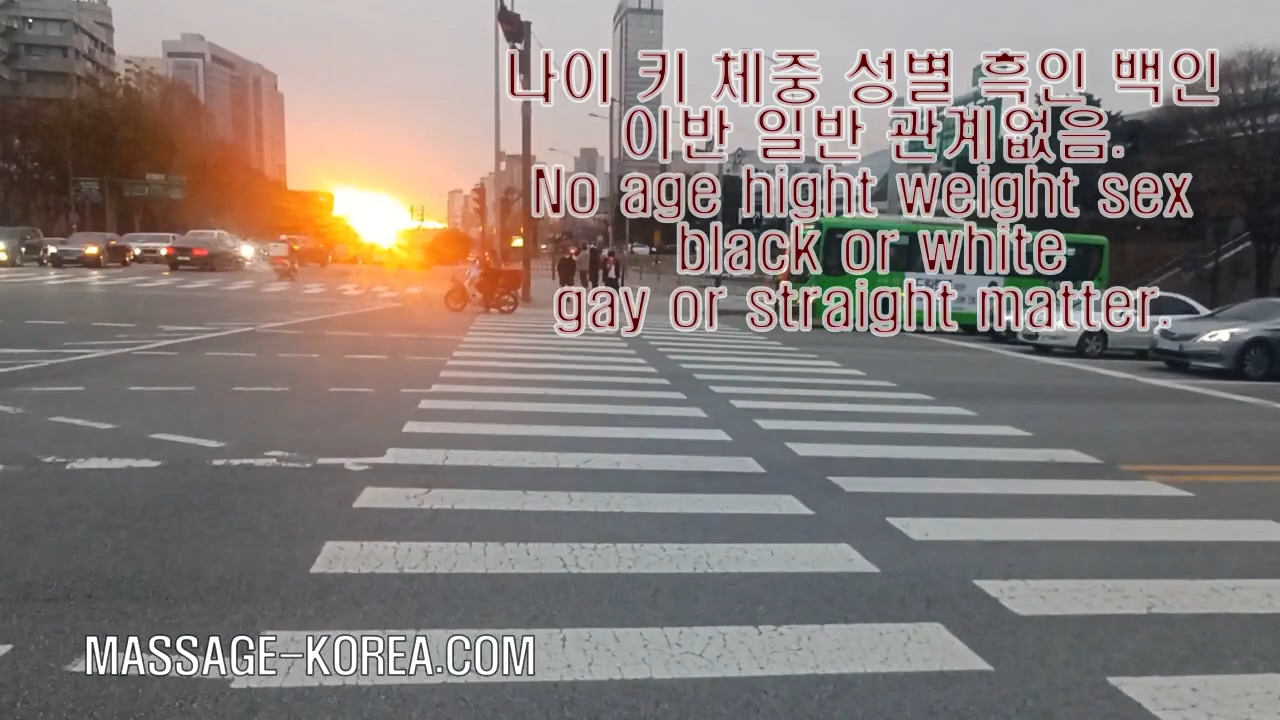 나이 키 체중 성별 흑인 백인
이반 일반 관계없음.
No age hight weight sex
black or white
gay or straight matter.
MASSAGE-KOREA.COM